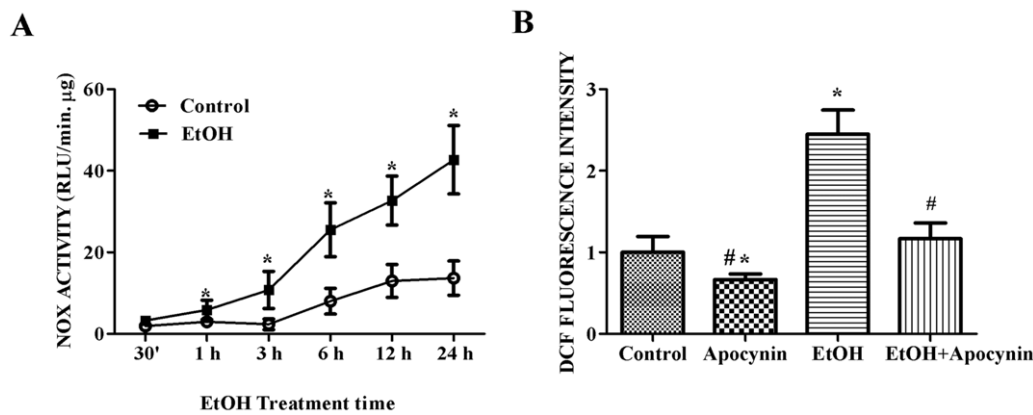 A
NOX ACTIVITY (RLU/min. µg)
60
40
20
0
Control
EtOH
*
*
*
*
*
*
30' 1 h 3 h 6 h 12 h 24 h
EtOH Treatment time
B
DCF FLUORESCENCE INTENSITY
3
2
1
0
# *
*
#
Control Apocynin EtOH EtOH+Apocynin